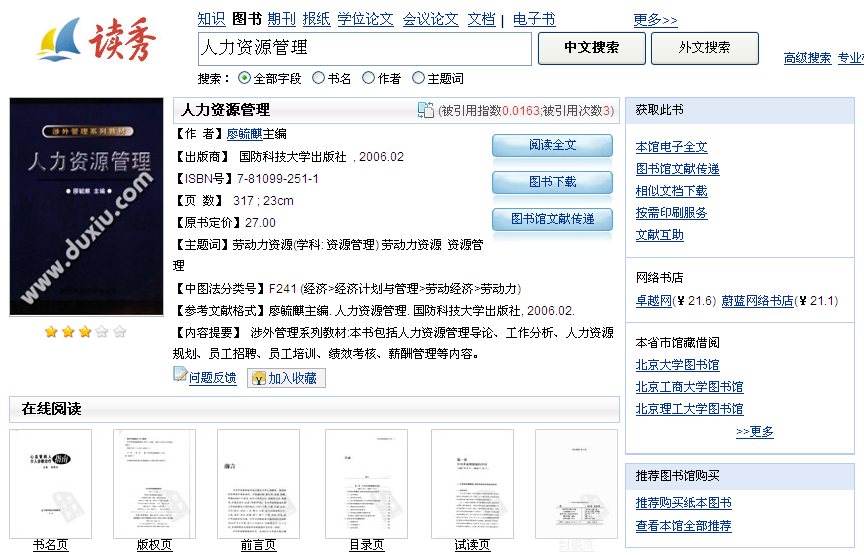 读秀
知识 图书 期刊 报纸 学位论文 会议论文 文档 | 电子书 更多>>
人力资源管理 中文搜索 外文搜索 高级搜索
搜索： 全部字段 书名 作者 主题词
涉外管理系列教材
人力资源管理
廖毓麒 主编
www.duxiu.com
人力资源管理 (被引用指数0.0163;被引用次数3)
【作 者】廖毓麒主编
【出版商】 国防科技大学出版社 , 2006.02
【ISBN号】7-81099-251-1
【页 数】 317 ; 23cm
【原书定价】27.00
【主题词】劳动力资源(学科: 资源管理) 劳动力资源 资源管
理
【中图法分类号】F241 (经济>经济计划与管理>劳动经济>劳动力)
【参考文献格式】廖毓麒主编. 人力资源管理. 国防科技大学出版社, 2006.02.
【内容提要】 涉外管理系列教材:本书包括人力资源管理导论、工作分析、人力资源
规划、员工招聘、员工培训、绩效考核、薪酬管理等内容。
问题反馈 加入收藏
阅读全文
图书下载
图书馆文献传递
获取此书
本馆电子全文
图书馆文献传递
相似文档下载
按需印刷服务
文献互助
网络书店
卓越网(¥ 21.6) 蔚蓝网络书店(¥ 21.1)
本省市馆藏借阅
北京大学图书馆
北京工商大学图书馆
北京理工大学图书馆
>>更多
推荐图书馆购买
推荐购买纸本图书
查看本馆全部推荐
在线阅读
前言
书名页 版权页 前言页 目录页 试读页 封底页